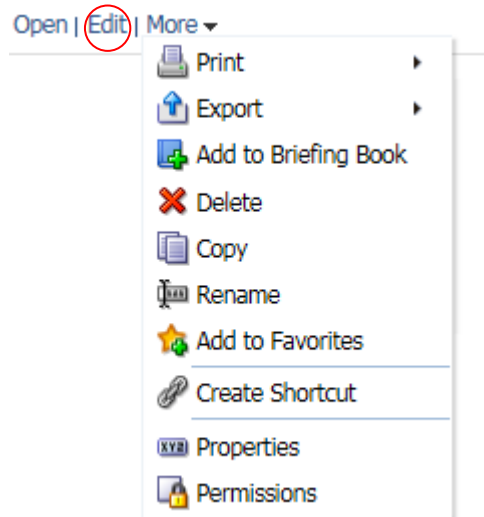 Open | Edit | More
Print
Export
Add to Briefing Book
Delete
Copy
Rename
Add to Favorites
Create Shortcut
Properties
Permissions